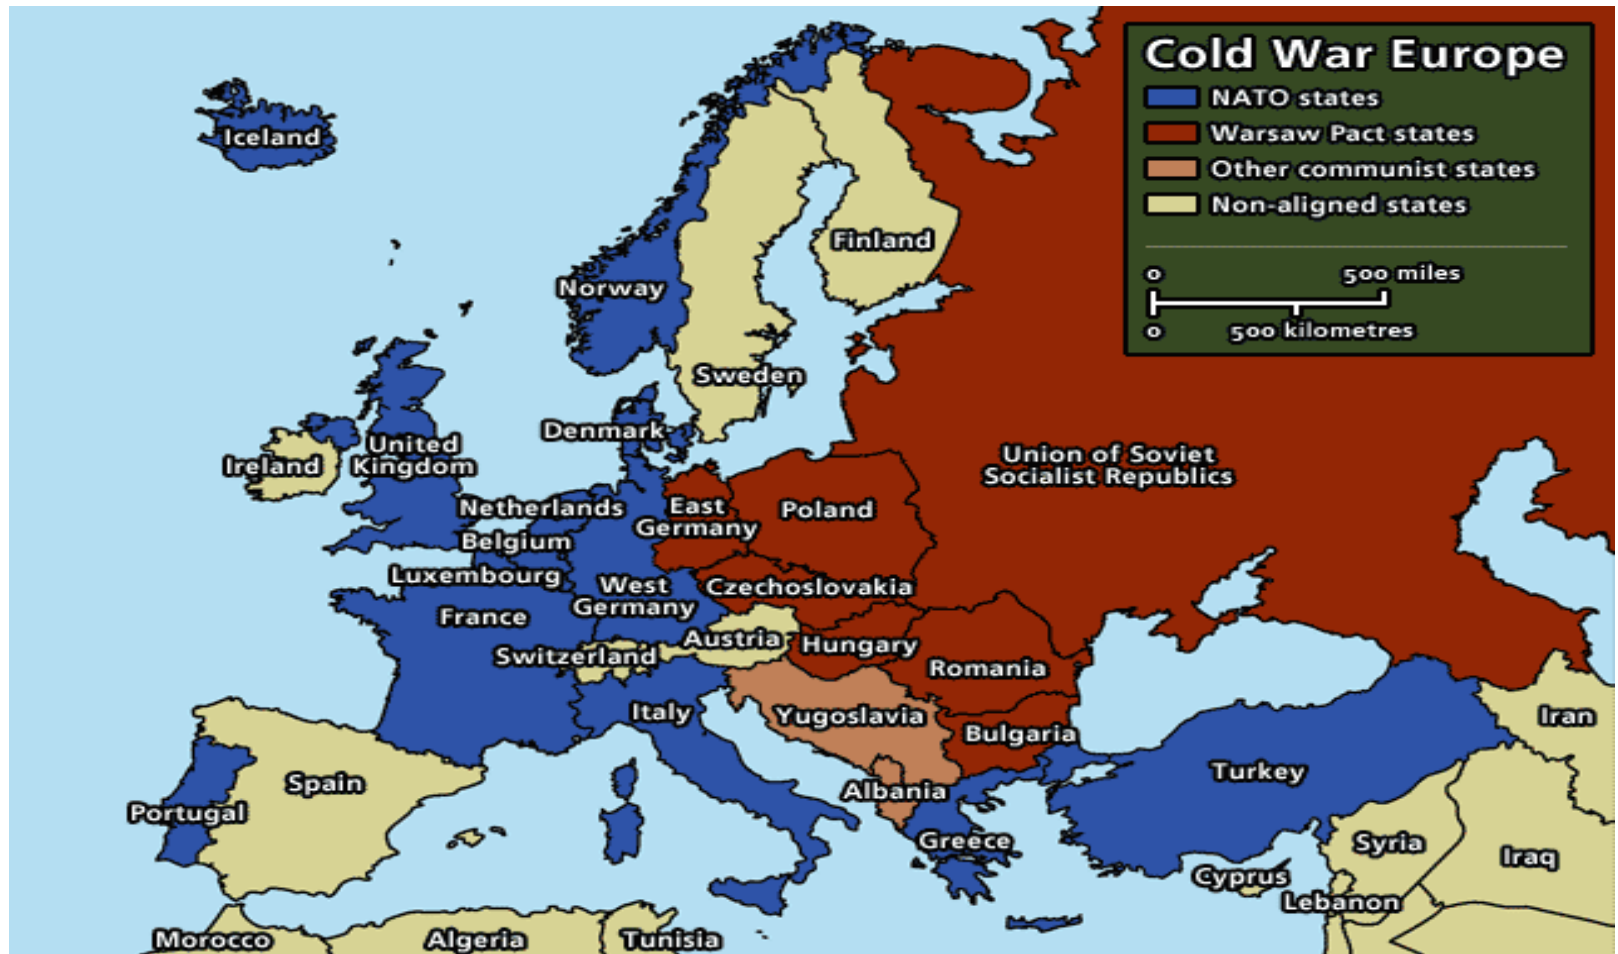 Cold War Europe
NATO states
Warsaw Pact states
Other communist states
Non-aligned states
0 500 miles
0 500 kilometres
Iceland
Finland
Norway
Sweden
Denmark
United
Kingdom
Ireland
Union of Soviet
Socialist Republics
Netherlands
East
Germany
Poland
Belgium
Luxembourg
West
Germany
Czechoslovakia
France
Austria
Hungary
Switzerland
Romania
Italy
Yugoslavia
Bulgaria
Iran
Spain
Portugal
Albania
Turkey
Greece
Syria
Iraq
Cyprus
Lebanon
Morocco
Algeria
Tunisia